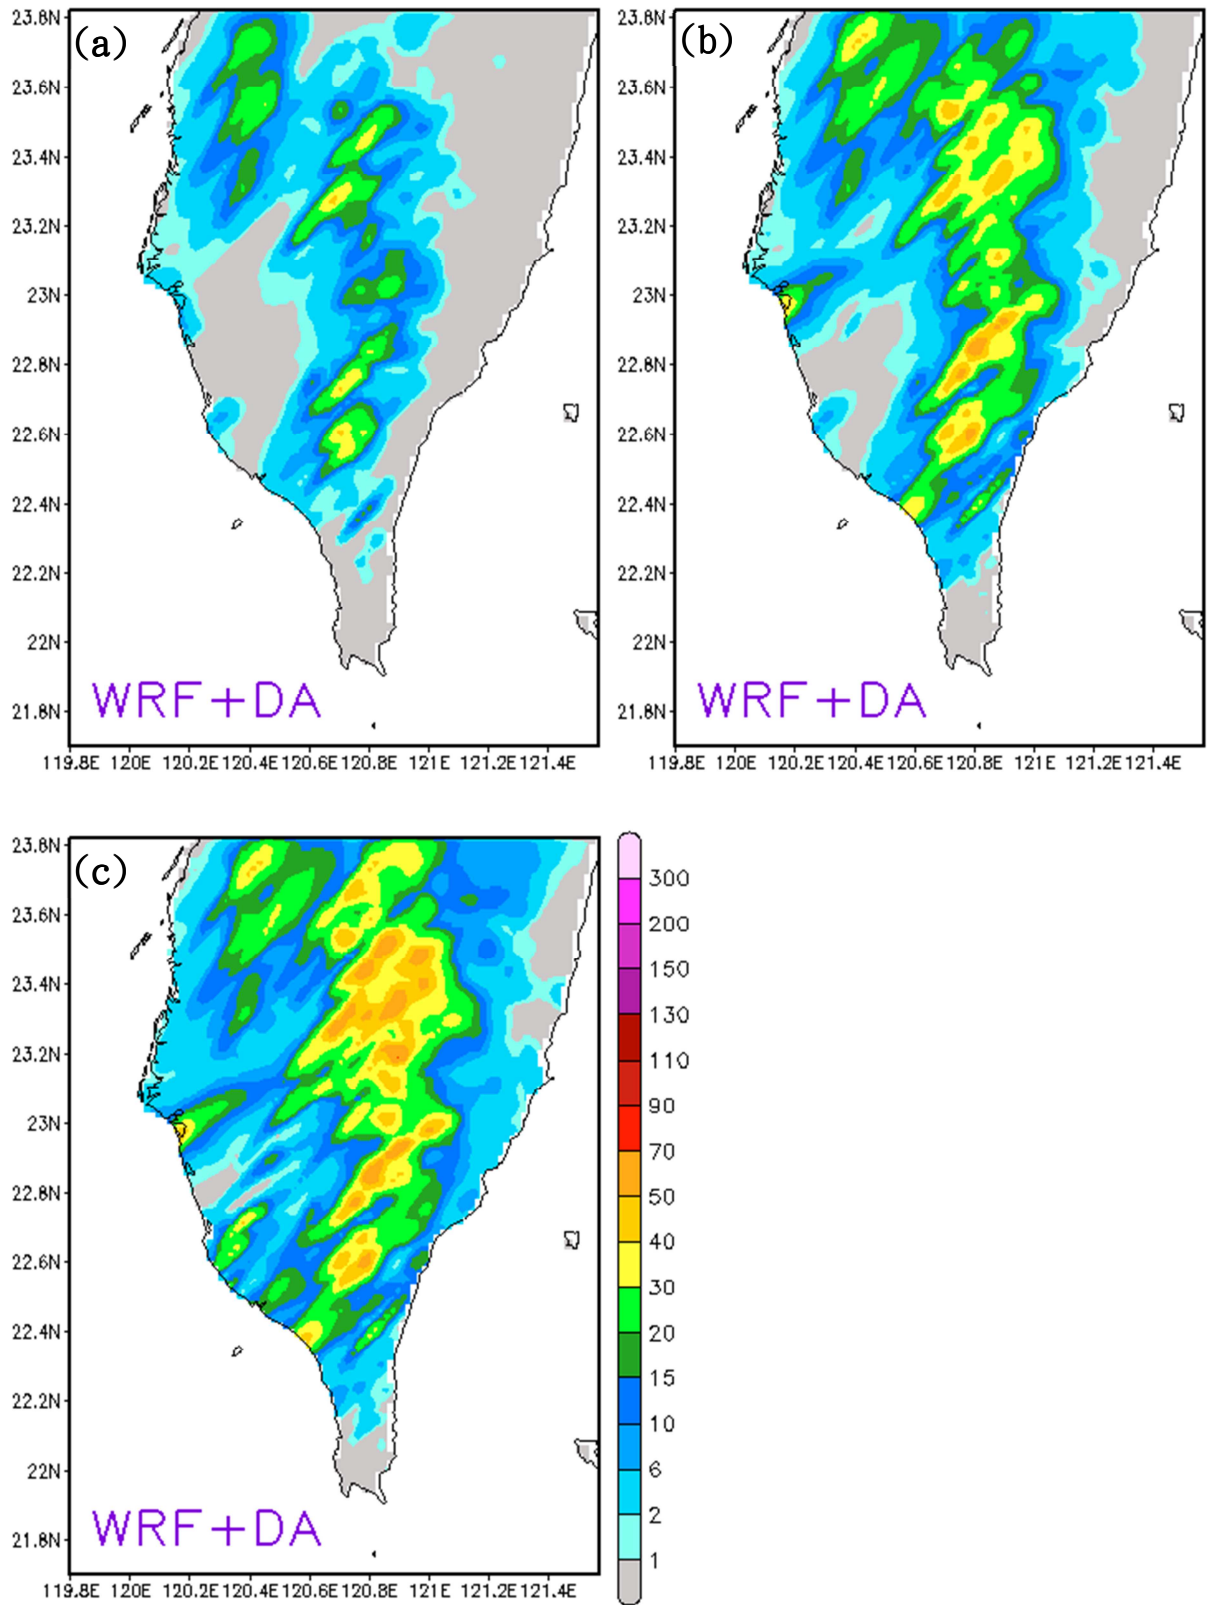 (a)
23.8N
23.6N
23.4N
23.2N
23N
22.8N
22.6N
22.4N
22.2N
22N
21.8N
WRF+DA
119.8E 120E 120.2E 120.4E 120.6E 120.8E 121E 121.2E 121.4E
(b)
23.8N
23.6N
23.4N
23.2N
23N
22.8N
22.6N
22.4N
22.2N
22N
21.8N
WRF+DA
119.8E 120E 120.2E 120.4E 120.6E 120.8E 121E 121.2E 121.4E
(c)
23.8N
23.6N
23.4N
23.2N
23N
22.8N
22.6N
22.4N
22.2N
22N
21.8N
WRF+DA
119.8E 120E 120.2E 120.4E 120.6E 120.8E 121E 121.2E 121.4E
300
200
150
130
110
90
70
50
40
30
20
15
10
6
2
1